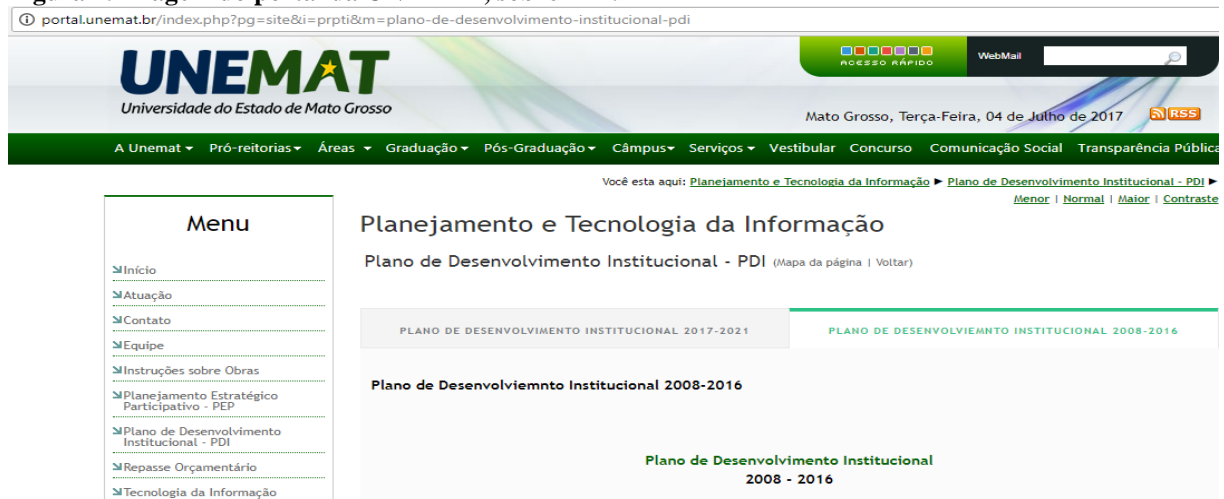 portal.unemat.br/index.php?pg=site&i=prpti&m=plano-de-desenvolvimento-institucional-pdi
UNEMAT
Universidade do Estado de Mato Grosso
ACESSO RÁPIDO
WebMail
Mato Grosso, Terça-Feira, 04 de Julho de 2017
RSS
A Unemat Pró-reitorias Áreas Graduação Pós-Graduação Câmpus Serviços Vestibular Concurso Comunicação Social Transparência Pública
Você esta aqui: Planejamento e Tecnologia da Informação ► Plano de Desenvolvimento Institucional - PDI ►
Menor | Normal | Maior | Contraste
Menu
Início
Atuação
Contato
Equipe
Instruções sobre Obras
Planejamento Estratégico
Participativo - PEP
Plano de Desenvolvimento
Institucional - PDI
Repasse Orçamentário
Tecnologia da Informação
Planejamento e Tecnologia da Informação
Plano de Desenvolvimento Institucional - PDI (Mapa da página | Voltar)
PLANO DE DESENVOLVIMENTO INSTITUCIONAL 2017-2021
PLANO DE DESENVOLVIEMNTO INSTITUCIONAL 2008-2016
Plano de Desenvolviemnto Institucional 2008-2016
Plano de Desenvolvimento Institucional
2008 - 2016